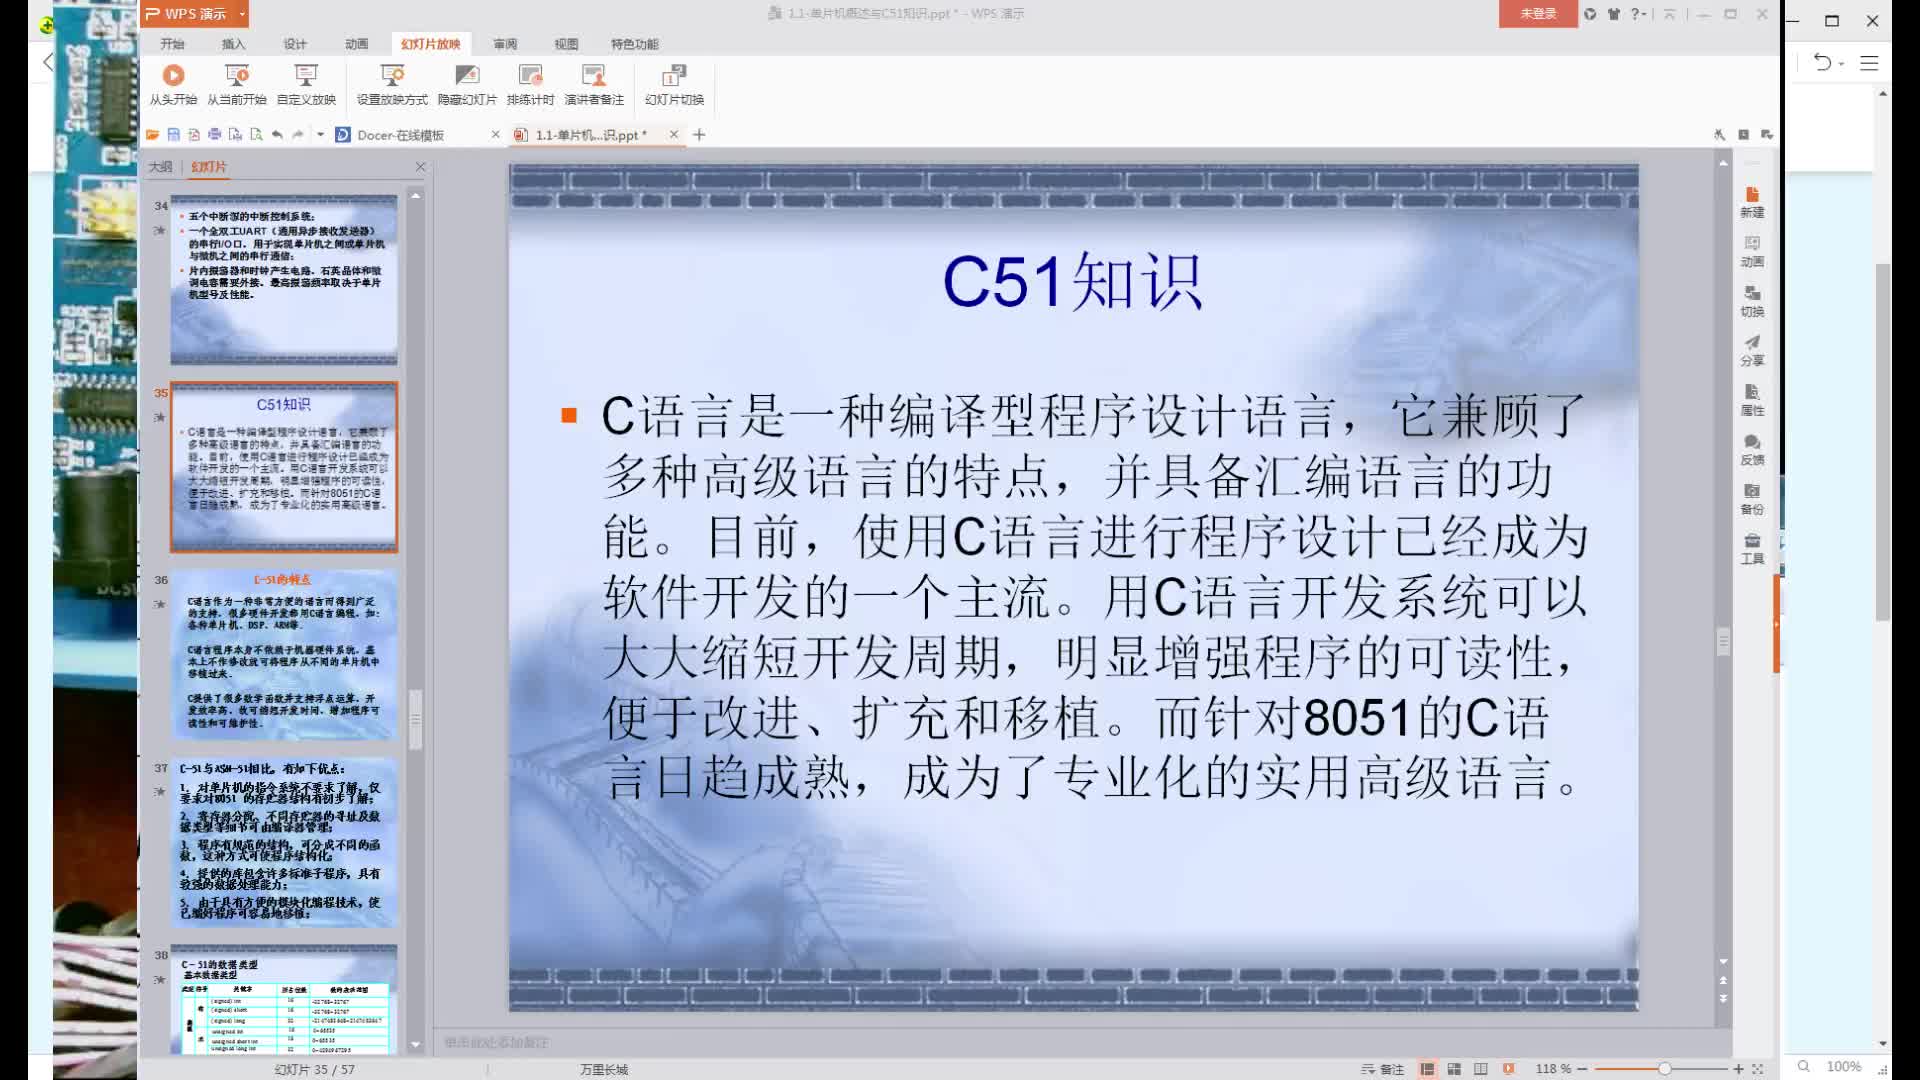 WPS 演示
1.1-单片机概述与C51知识.ppt * - WPS 演示
未登录
开始 插入 设计 动画 幻灯片放映 审阅 视图 特色功能
从头开始 从当前开始 自定义放映 设置放映方式 隐藏幻灯片 排练计时 演讲者备注 幻灯片切换
Docer-在线模板
1.1-单片机...识.ppt *
大纲 幻灯片
34
五个中断源的中断控制系统；
一个全双工UART（通用异步接收发送器）
的串行I/O口，用于实现单片机之间或单片机
与微机之间的串行通信；
片内振荡器和时钟产生电路，石英晶体和微
调电容需要外接。最高振荡频率取决于单片
机型号及性能。
35
C51知识
C语言是一种编译型程序设计语言，它兼顾了
多种高级语言的特点，并具备汇编语言的功
能。目前，使用C语言进行程序设计已经成为
软件开发的一个主流。用C语言开发系统可以
大大缩短开发周期，明显增强程序的可读性，
便于改进、扩充和移植。而针对8051的C语
言日趋成熟，成为了专业化的实用高级语言。
36
C-51的特点
C语言作为一种非常方便的语言而得到广泛
的支持，很多硬件开发都用C语言编程，如：
各种单片机、DSP、ARM等。
C语言程序本身不依赖于机器硬件系统，基
本上不作修改就可将程序从不同的单片机中
移植过来。
C提供了很多数学函数并支持浮点运算，开
发效率高，故可缩短开发时间，增加程序可
读性和可维护性。
37
C-51与ASM-51相比，有如下优点：
1. 对单片机的指令系统不要求了解，仅
要求对8051 的存贮器结构有初步了解；
2. 寄存器分配、不同存贮器的寻址及数
据类型等细节可由编译器管理；
3. 程序有规范的结构，可分成不同的函
数，这种方式可使程序结构化；
4. 提供的库包含许多标准子程序，具有
较强的数据处理能力；
5. 由于具有方便的模块化编程技术，使
已编好程序可容易地移植；
38
C-51的数据类型
基本数据类型
C51知识
C语言是一种编译型程序设计语言，它兼顾了
多种高级语言的特点，并具备汇编语言的功
能。目前，使用C语言进行程序设计已经成为
软件开发的一个主流。用C语言开发系统可以
大大缩短开发周期，明显增强程序的可读性，
便于改进、扩充和移植。而针对8051的C语
言日趋成熟，成为了专业化的实用高级语言。
新建
动画
切换
分享
属性
反馈
备份
工具
单击此处添加备注
幻灯片 35 / 57
万里长城
备注
118 %
100%